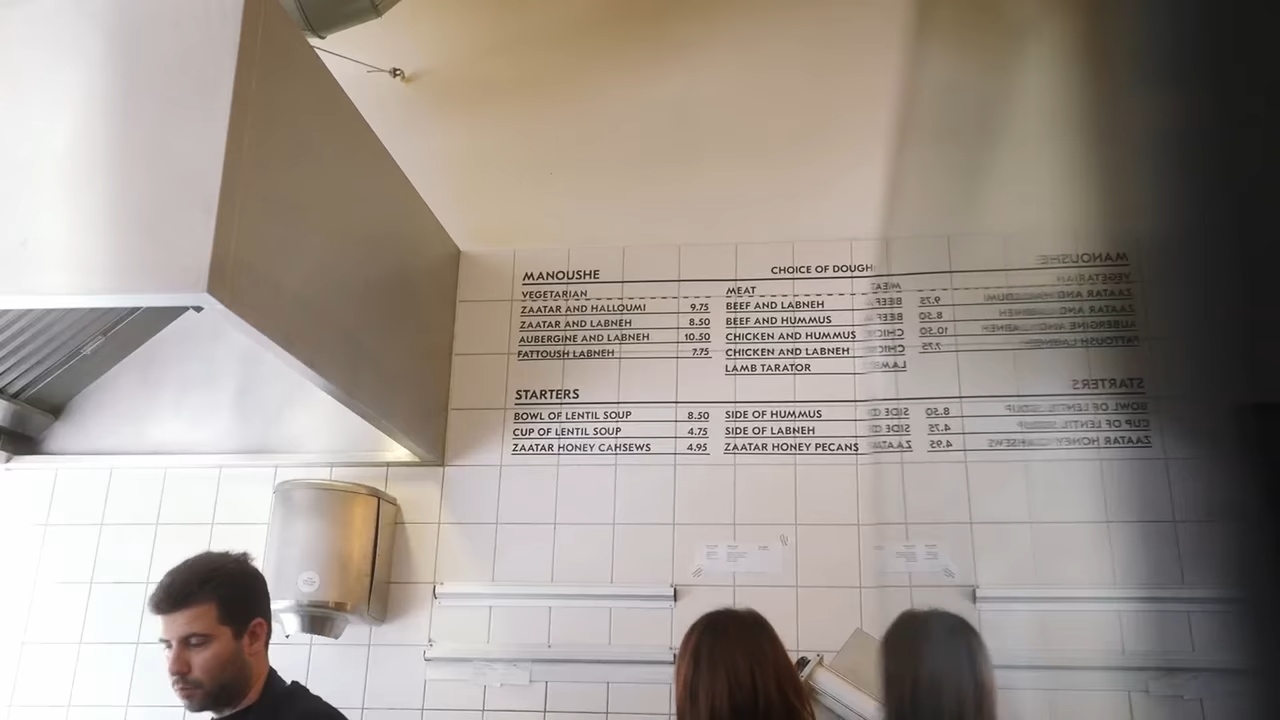 MANOUSHE
CHOICE OF DOUGH
VEGETARIAN
ZAATAR AND HALLOUMI 9.75
ZAATAR AND LABNEH 8.50
AUBERGINE AND LABNEH 10.50
FATTOUSH LABNEH 7.75
MEAT
BEEF AND LABNEH
BEEF AND HUMMUS
CHICKEN AND HUMMUS
CHICKEN AND LABNEH
LAMB TARATOR
STARTERS
BOWL OF LENTIL SOUP 8.50
CUP OF LENTIL SOUP 4.75
ZAATAR HONEY CAHSEWS 4.95
SIDE OF HUMMUS
SIDE OF LABNEH
ZAATAR HONEY PECANS